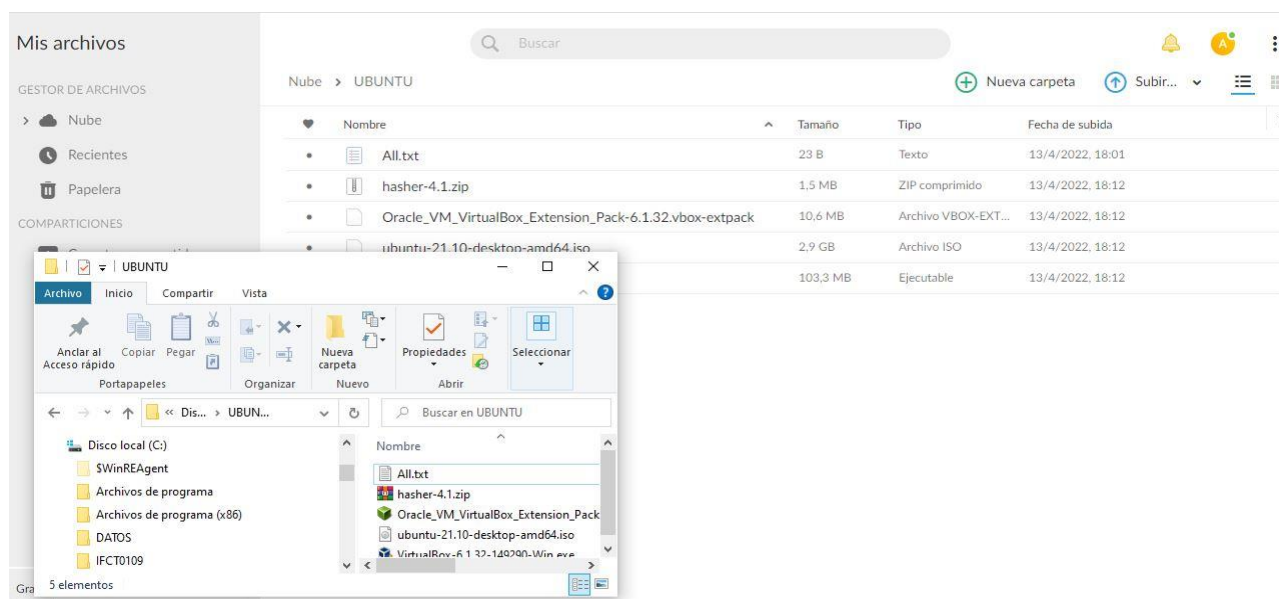 Mis archivos
Buscar
A
GESTOR DE ARCHIVOS
Nube > UBUNTU
Nueva carpeta
Subir...
> Nube
Recientes
Papelera
COMPARTICIONES
Nombre Tamaño Tipo Fecha de subida
All.txt 23 B Texto 13/4/2022, 18:01
hasher-4.1.zip 1,5 MB ZIP comprimido 13/4/2022, 18:12
Oracle_VM_VirtualBox_Extension_Pack-6.1.32.vbox-extpack 10,6 MB Archivo VBOX-EXT... 13/4/2022, 18:12
ubuntu-21.10-desktop-amd64.iso 2,9 GB Archivo ISO 13/4/2022, 18:12
103,3 MB Ejecutable 13/4/2022, 18:12
UBUNTU
Archivo Inicio Compartir Vista
Anclar al
Acceso rápido
Copiar
Pegar
Nueva
carpeta
Propiedades
Seleccionar
Portapapeles Organizar Nuevo Abrir
« Dis... > UBUN...
Buscar en UBUNTU
Disco local (C:)
$WinREAgent
Archivos de programa
Archivos de programa (x86)
DATOS
IFCT0109
Nombre
All.txt
hasher-4.1.zip
Oracle_VM_VirtualBox_Extension_Pack
ubuntu-21.10-desktop-amd64.iso
VirtualBox-6.1.32-149290-Win.exe
Gra
5 elementos